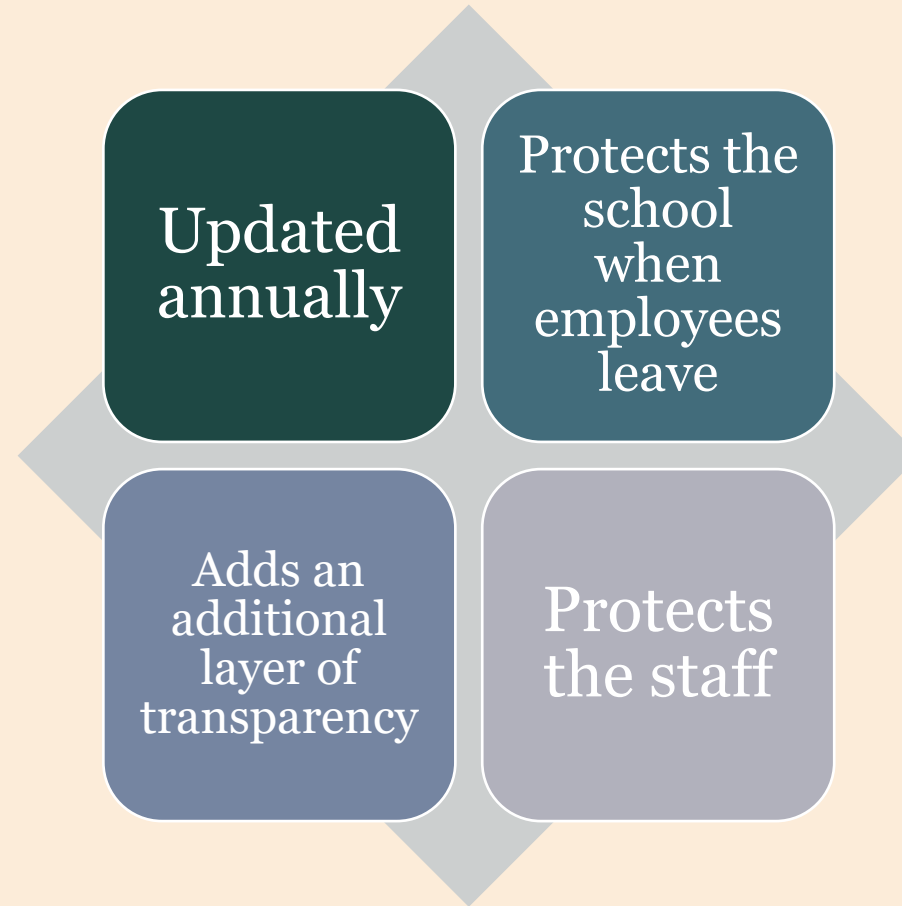 Updated
annually
Protects the
school
when
employees
leave
Adds an
additional
layer of
transparency
Protects
the staff